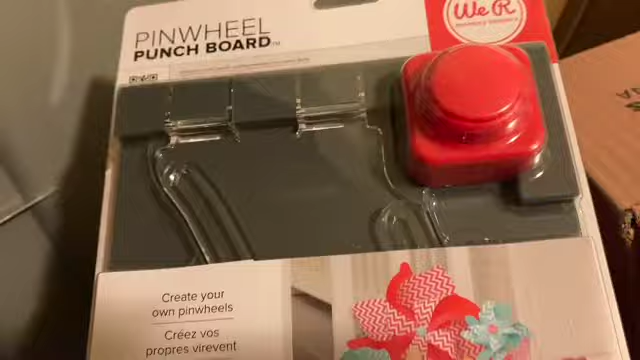 PINWHEEL
PUNCH BOARD™
We R
Create your
own pinwheels
Créez vos
propres virevent